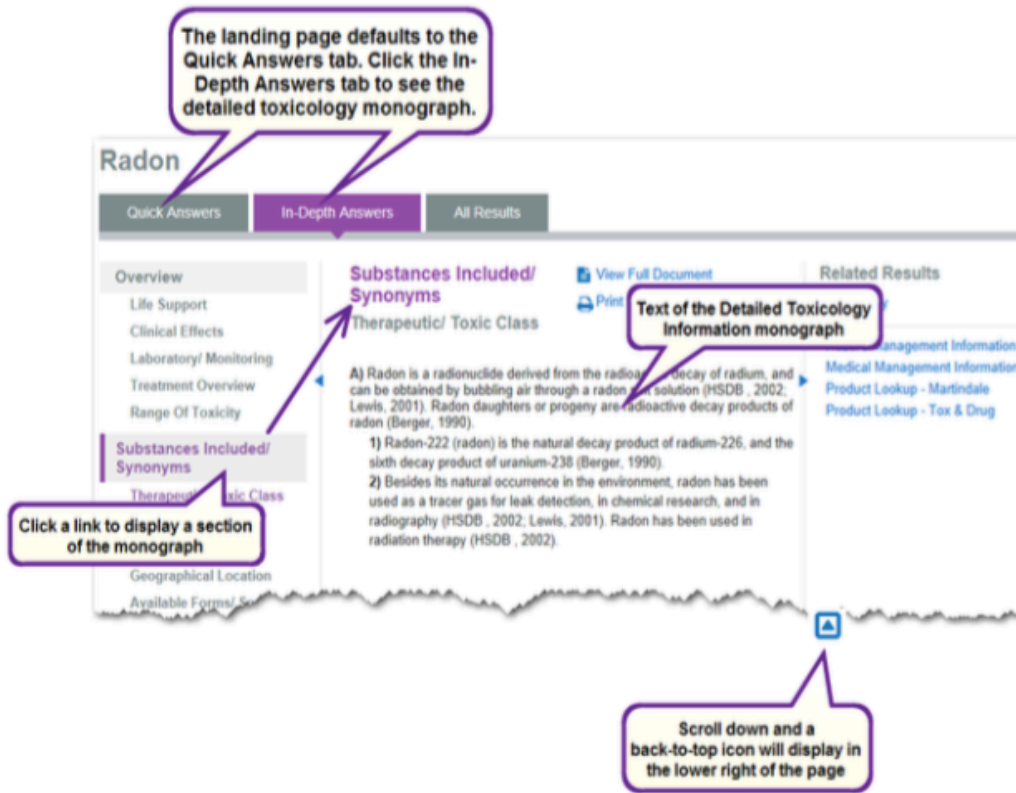 The landing page defaults to the
Quick Answers tab. Click the In-
Depth Answers tab to see the
detailed toxicology monograph.
Radon
Quick Answers
In-Depth Answers
All Results
Overview
Life Support
Clinical Effects
Laboratory/ Monitoring
Treatment Overview
Range Of Toxicity
Substances Included/
Synonyms
Therapeutic/ Toxic Class
Click a link to display a section
of the monograph
Geographical Location
Available Forms/
Substances Included/
Synonyms
Therapeutic/ Toxic Class
View Full Document
Print
Text of the Detailed Toxicology
Information monograph
A) Radon is a radionuclide derived from the decay of radium, and
can be obtained by bubbling air through a radon solution (HSDB , 2002;
Lewis, 2001). Radon daughters or progeny are radioactive decay products of
radon (Berger, 1990).
1) Radon-222 (radon) is the natural decay product of radium-226, and the
sixth decay product of uranium-238 (Berger, 1990).
2) Besides its natural occurrence in the environment, radon has been
used as a tracer gas for leak detection, in chemical research, and in
radiography (HSDB , 2002; Lewis, 2001). Radon has been used in
radiation therapy (HSDB , 2002).
Related Results
Management Information
Medical Management Information
Product Lookup - Martindale
Product Lookup - Tox & Drug
Scroll down and a
back-to-top icon will display in
the lower right of the page